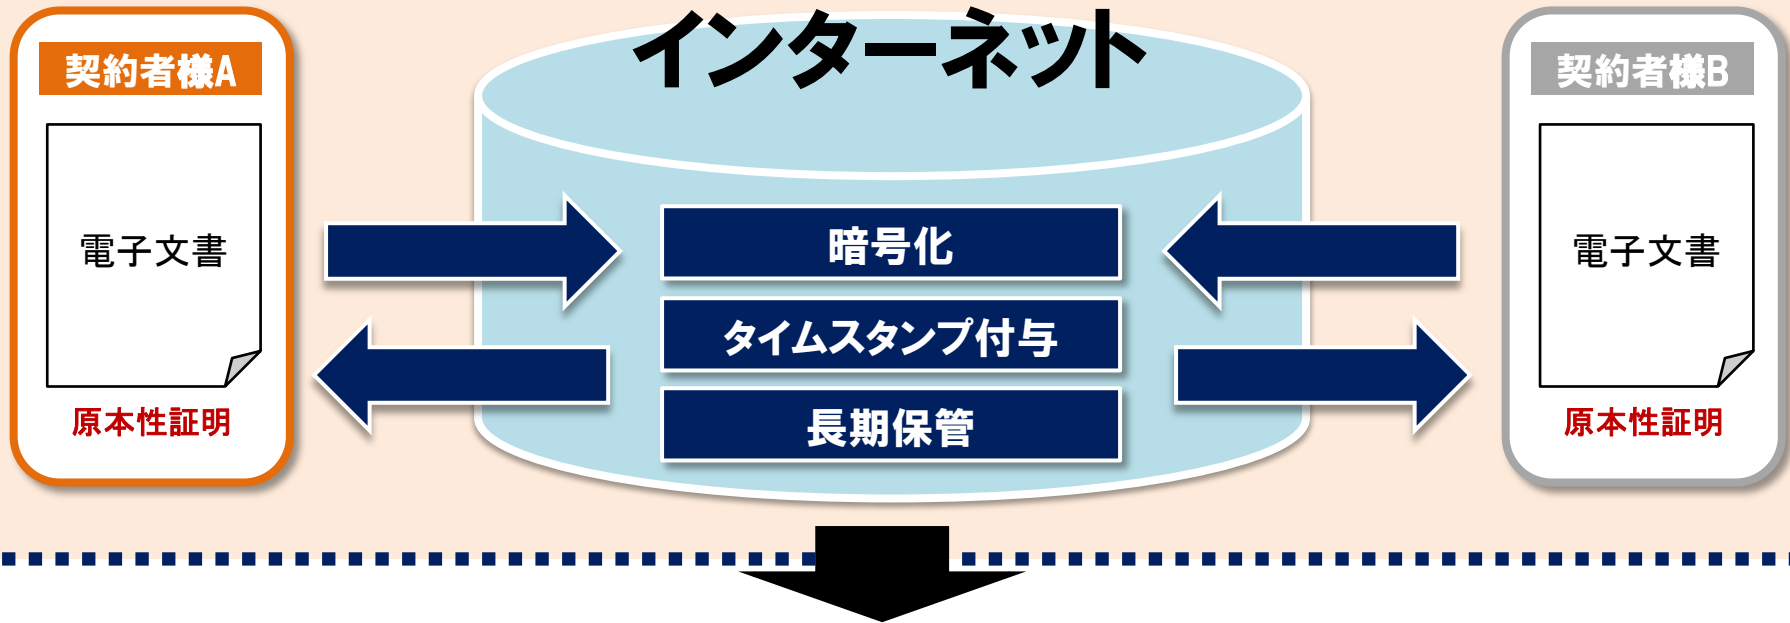 インターネット
契約者様A
電子文書
原本性証明
暗号化
タイムスタンプ付与
長期保管
契約者様B
電子文書
原本性証明